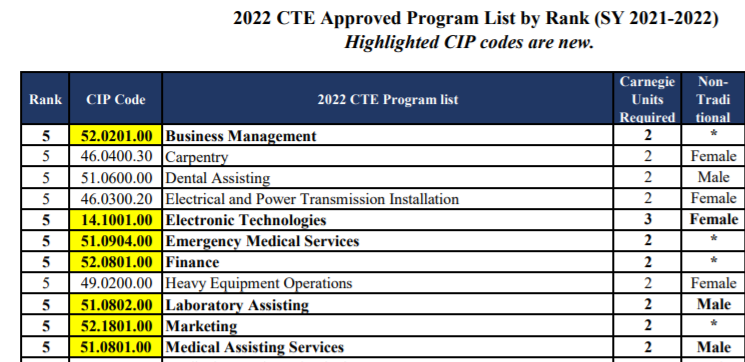 2022 CTE Approved Program List by Rank (SY 2021-2022)
Highlighted CIP codes are new.
Rank CIP Code 2022 CTE Program list Carnegie Units Required Non-Traditional
5 52.0201.00 Business Management 2 *
5 46.0400.30 Carpentry 2 Female
5 51.0600.00 Dental Assisting 2 Male
5 46.0300.20 Electrical and Power Transmission Installation 2 Female
5 14.1001.00 Electronic Technologies 3 Female
5 51.0904.00 Emergency Medical Services 2 *
5 52.0801.00 Finance 2 *
5 49.0200.00 Heavy Equipment Operations 2 Female
5 51.0802.00 Laboratory Assisting 2 Male
5 52.1801.00 Marketing 2 *
5 51.0801.00 Medical Assisting Services 2 Male